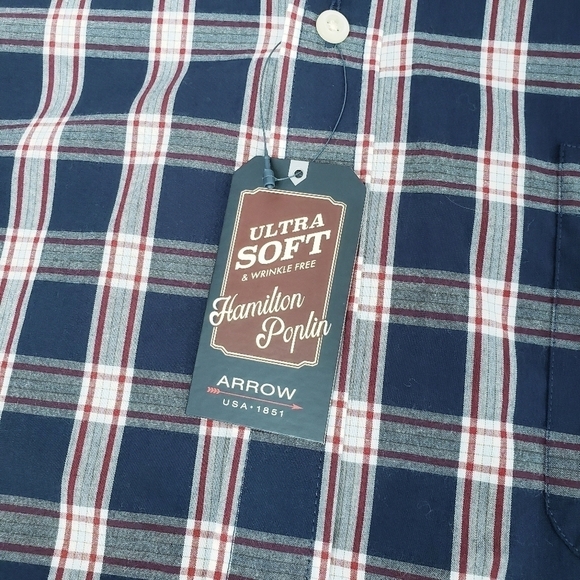 ULTRA
SOFT
& WRINKLE FREE
Hamilton
Poplin
ARROW
USA • 1851